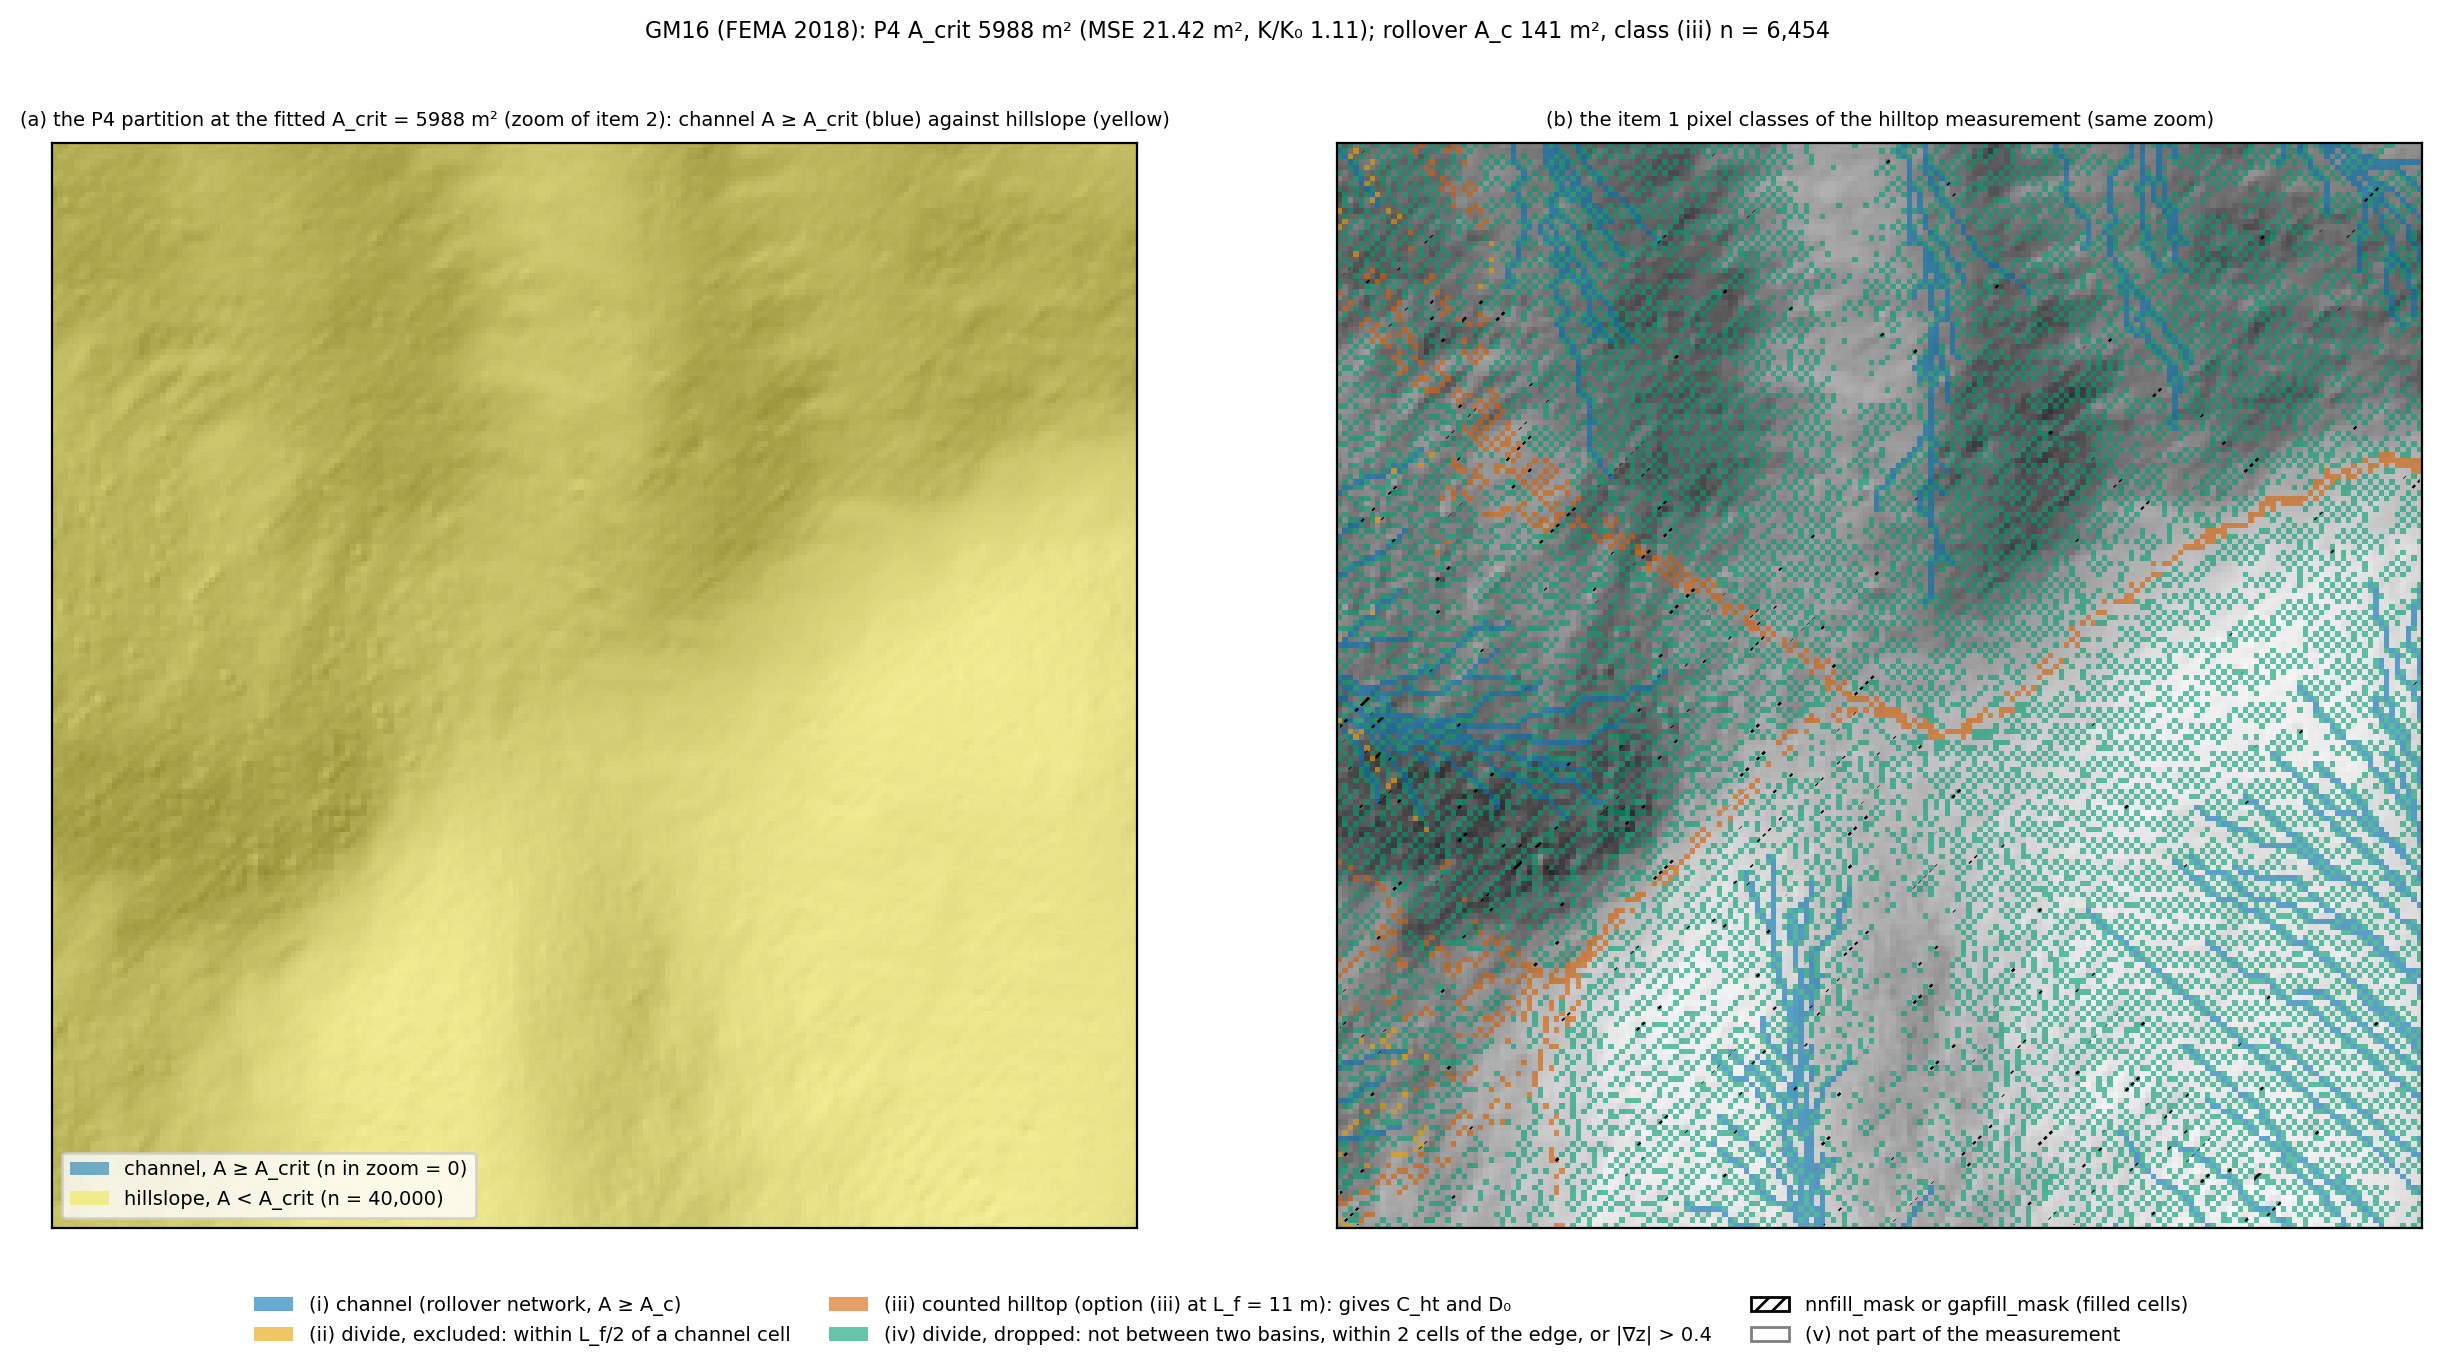 GM16 (FEMA 2018): P4 A_crit 5988 m² (MSE 21.42 m², K/K₀ 1.11); rollover A_c 141 m², class (iii) n = 6,454
(a) the P4 partition at the fitted A_crit = 5988 m² (zoom of item 2): channel A ≥ A_crit (blue) against hillslope (yellow)
(b) the item 1 pixel classes of the hilltop measurement (same zoom)
channel, A ≥ A_crit (n in zoom = 0)
hillslope, A < A_crit (n = 40,000)
(i) channel (rollover network, A ≥ A_c)
(ii) divide, excluded: within L_f/2 of a channel cell
(iii) counted hilltop (option (iii) at L_f = 11 m): gives C_ht and D₀
(iv) divide, dropped: not between two basins, within 2 cells of the edge, or |∇z| > 0.4
nnfill_mask or gapfill_mask (filled cells)
(v) not part of the measurement